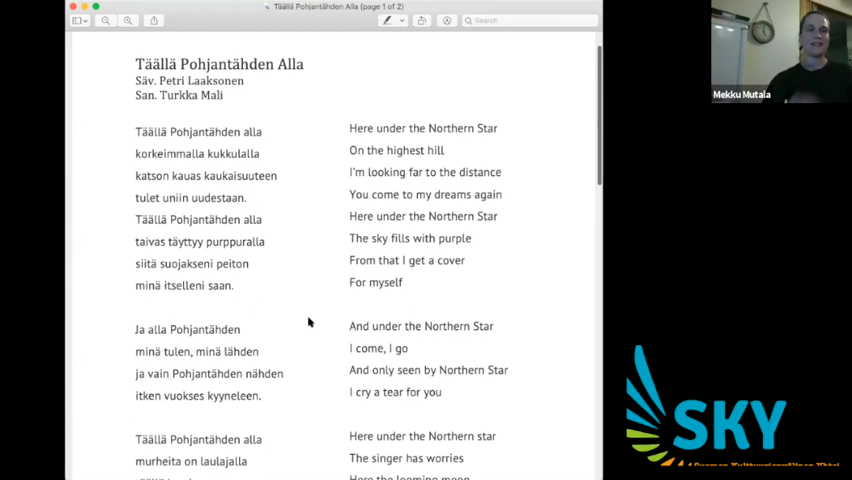 Täällä Pohjantähden Alla (page 1 of 2)
Search
Täällä Pohjantähden Alla
Säv. Petri Laaksonen
San. Turkka Mali
Täällä Pohjantähden alla
korkeimmalla kukkulalla
katson kauas kaukaisuuteen
tulet uniin uudestaan.
Täällä Pohjantähden alla
taivas täyttyy purppuralla
siitä suojakseni peiton
minä itselleni saan.
Ja alla Pohjantähden
minä tulen, minä lähden
ja vain Pohjantähden nähden
itken vuokses kyyneleen.
Täällä Pohjantähden alla
murheita on laulajalla
Here under the Northern Star
On the highest hill
I'm looking far to the distance
You come to my dreams again
Here under the Northern Star
The sky fills with purple
From that I get a cover
For myself
And under the Northern Star
I come, I go
And only seen by Northern Star
I cry a tear for you
Here under the Northern star
The singer has worries
Here the looming moon
Mekku Mutala
SKY